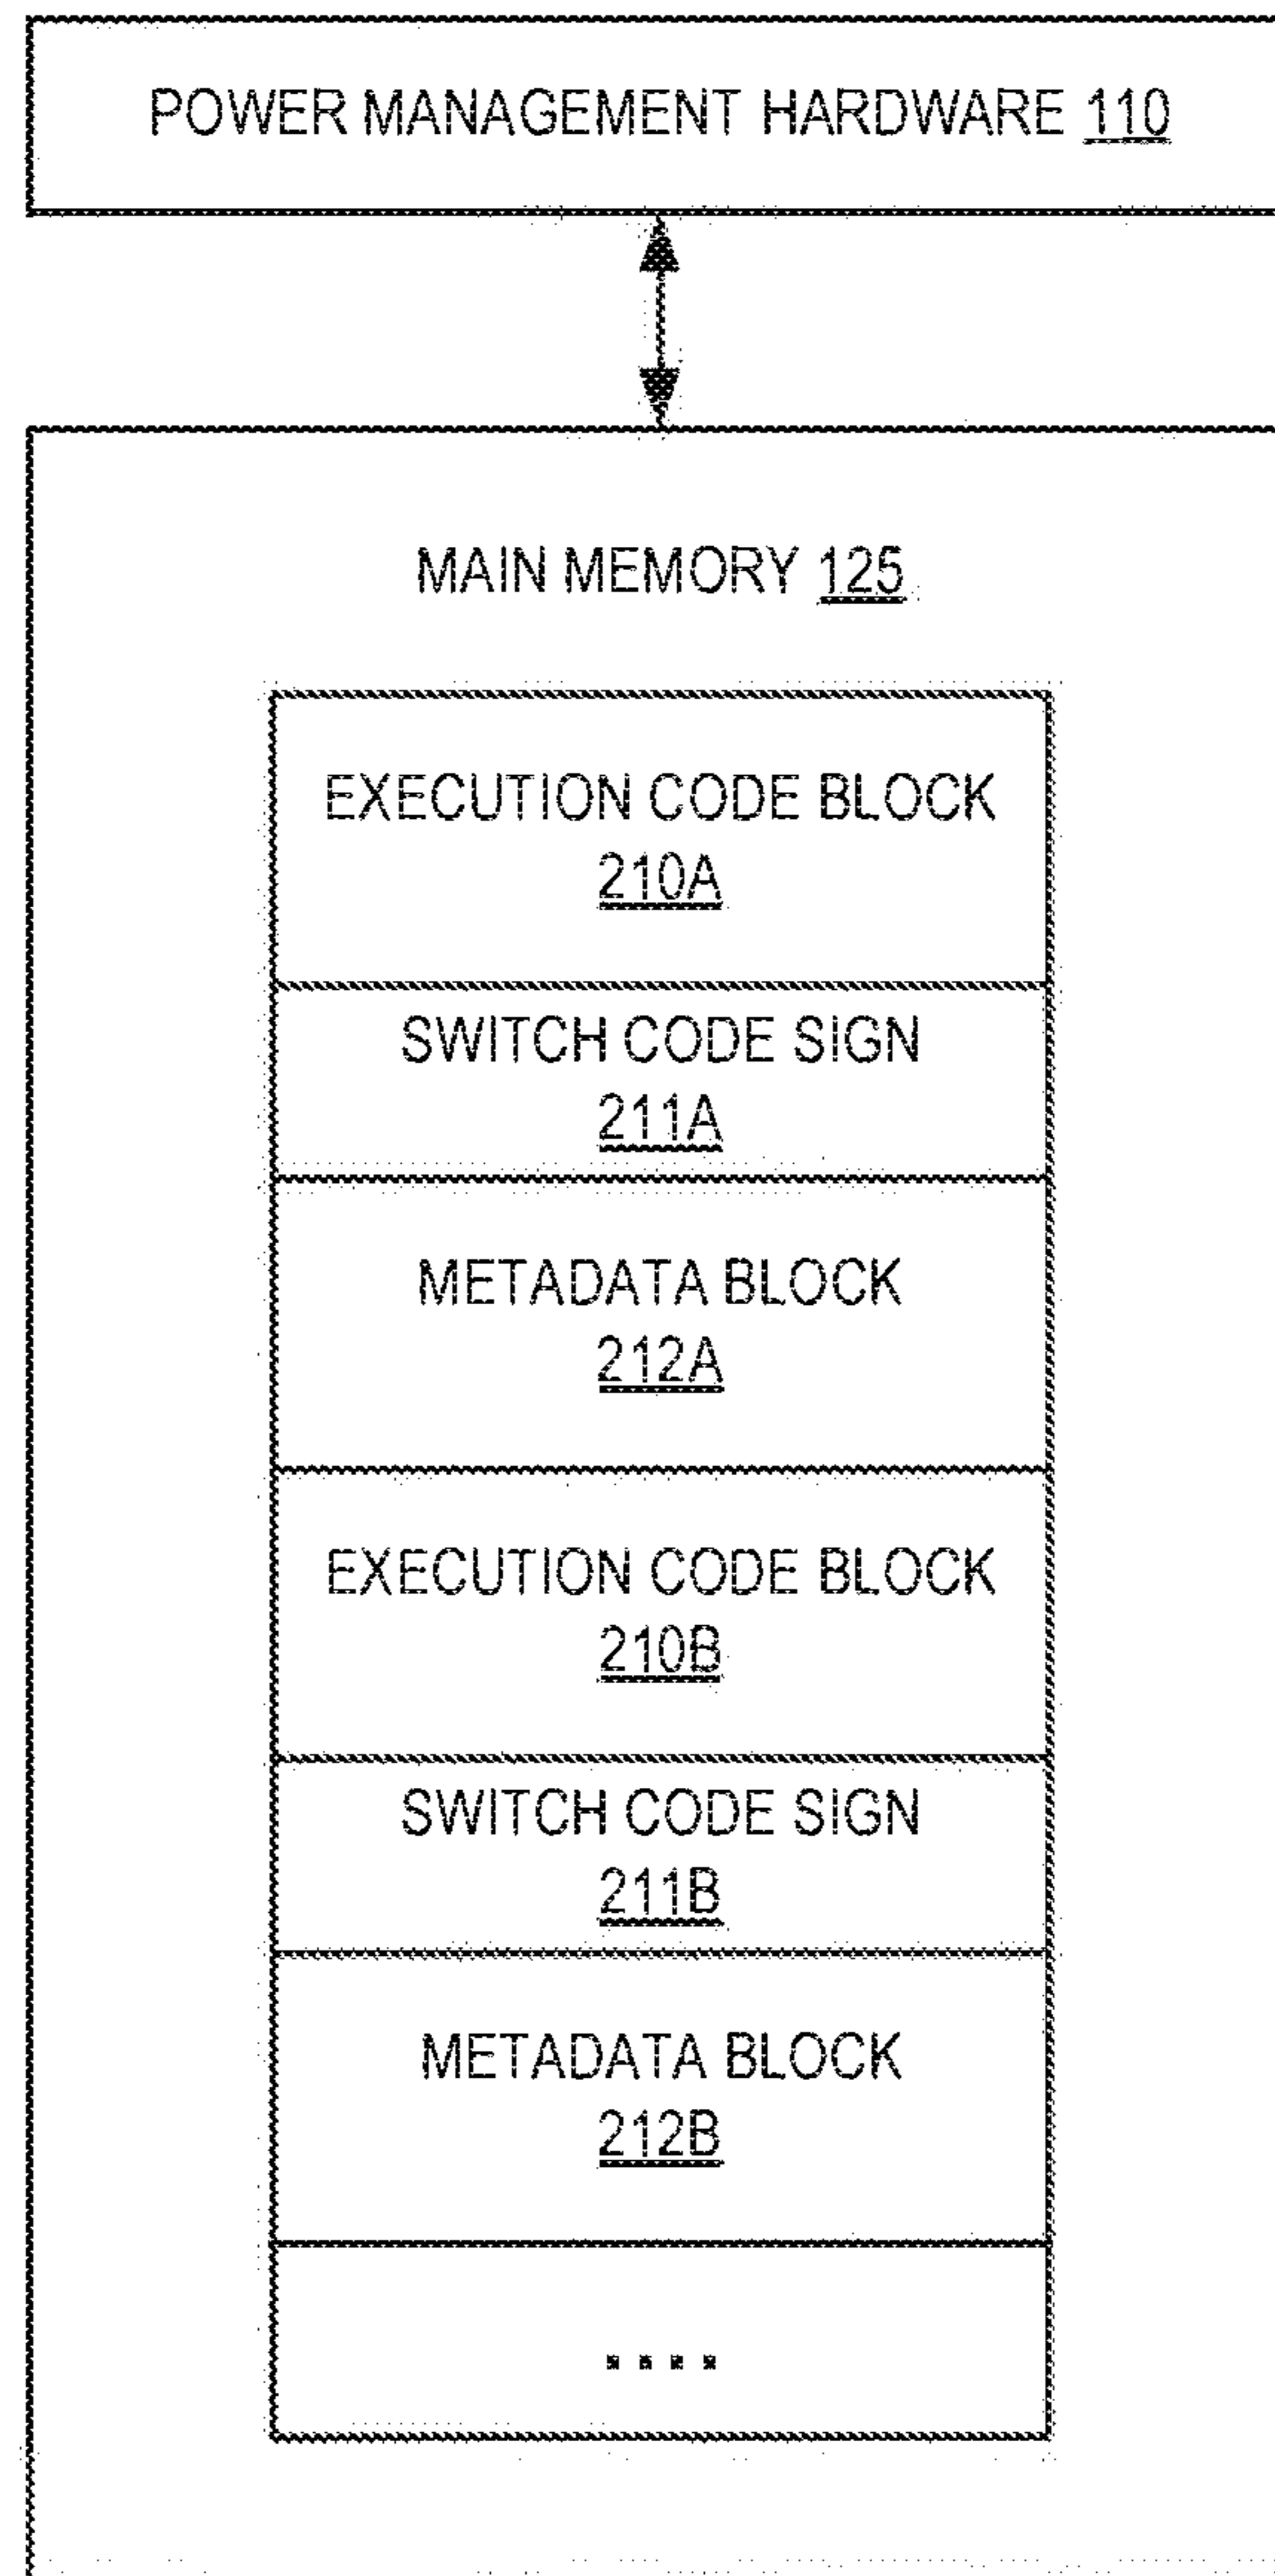 POWER MANAGEMENT HARDWARE 110
MAIN MEMORY 125
EXECUTION CODE BLOCK
210A
SWITCH CODE SIGN
211A
METADATA BLOCK
212A
EXECUTION CODE BLOCK
210B
SWITCH CODE SIGN
211B
METADATA BLOCK
212B
....